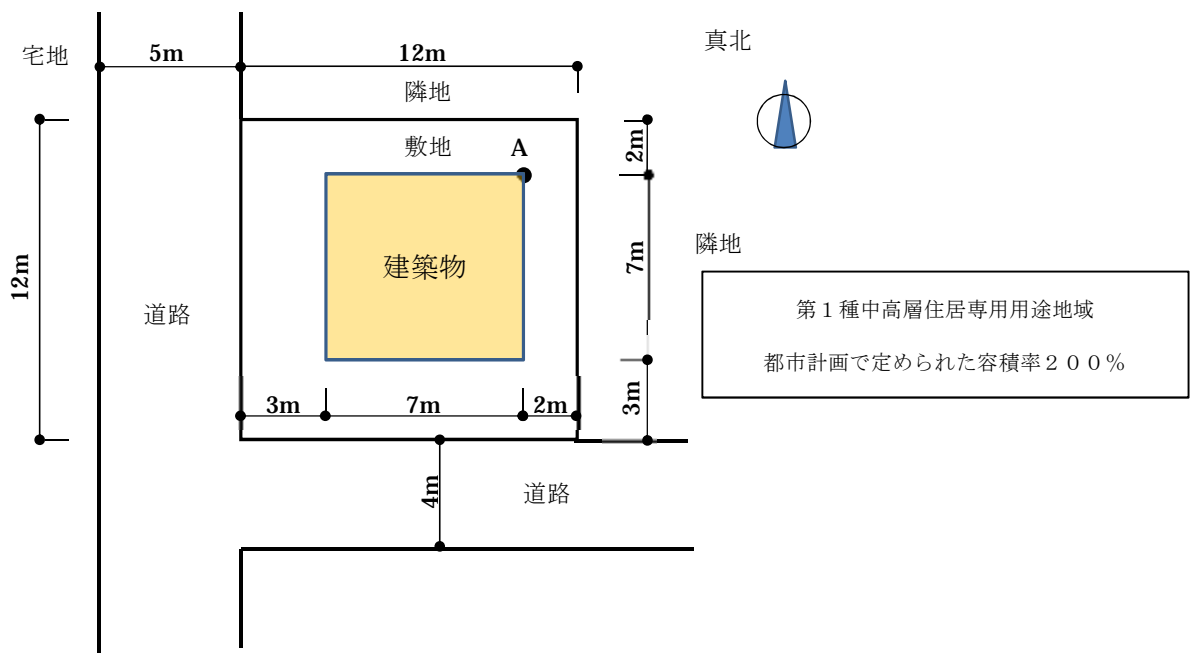 宅地
5m
12m
真北
隣地
敷地
A
2m
12m
建築物
7m
隣地
道路
第１種中高層住居専用用途地域
都市計画で定められた容積率２００％
3m
7m
2m
3m
4m
道路